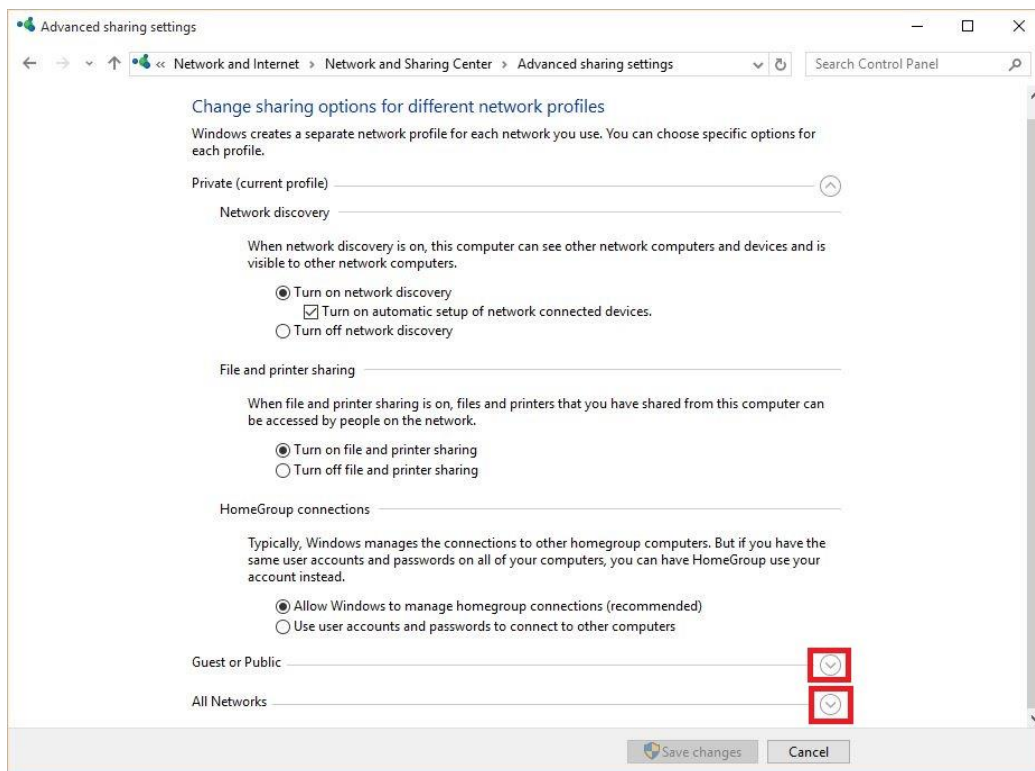 Advanced sharing settings
« Network and Internet > Network and Sharing Center > Advanced sharing settings
Search Control Panel
Change sharing options for different network profiles
Windows creates a separate network profile for each network you use. You can choose specific options for
each profile.
Private (current profile)
Network discovery
When network discovery is on, this computer can see other network computers and devices and is
visible to other network computers.
Turn on network discovery
Turn on automatic setup of network connected devices.
Turn off network discovery
File and printer sharing
When file and printer sharing is on, files and printers that you have shared from this computer can
be accessed by people on the network.
Turn on file and printer sharing
Turn off file and printer sharing
HomeGroup connections
Typically, Windows manages the connections to other homegroup computers. But if you have the
same user accounts and passwords on all of your computers, you can have HomeGroup use your
account instead.
Allow Windows to manage homegroup connections (recommended)
Use user accounts and passwords to connect to other computers
Guest or Public
All Networks
Save changes
Cancel